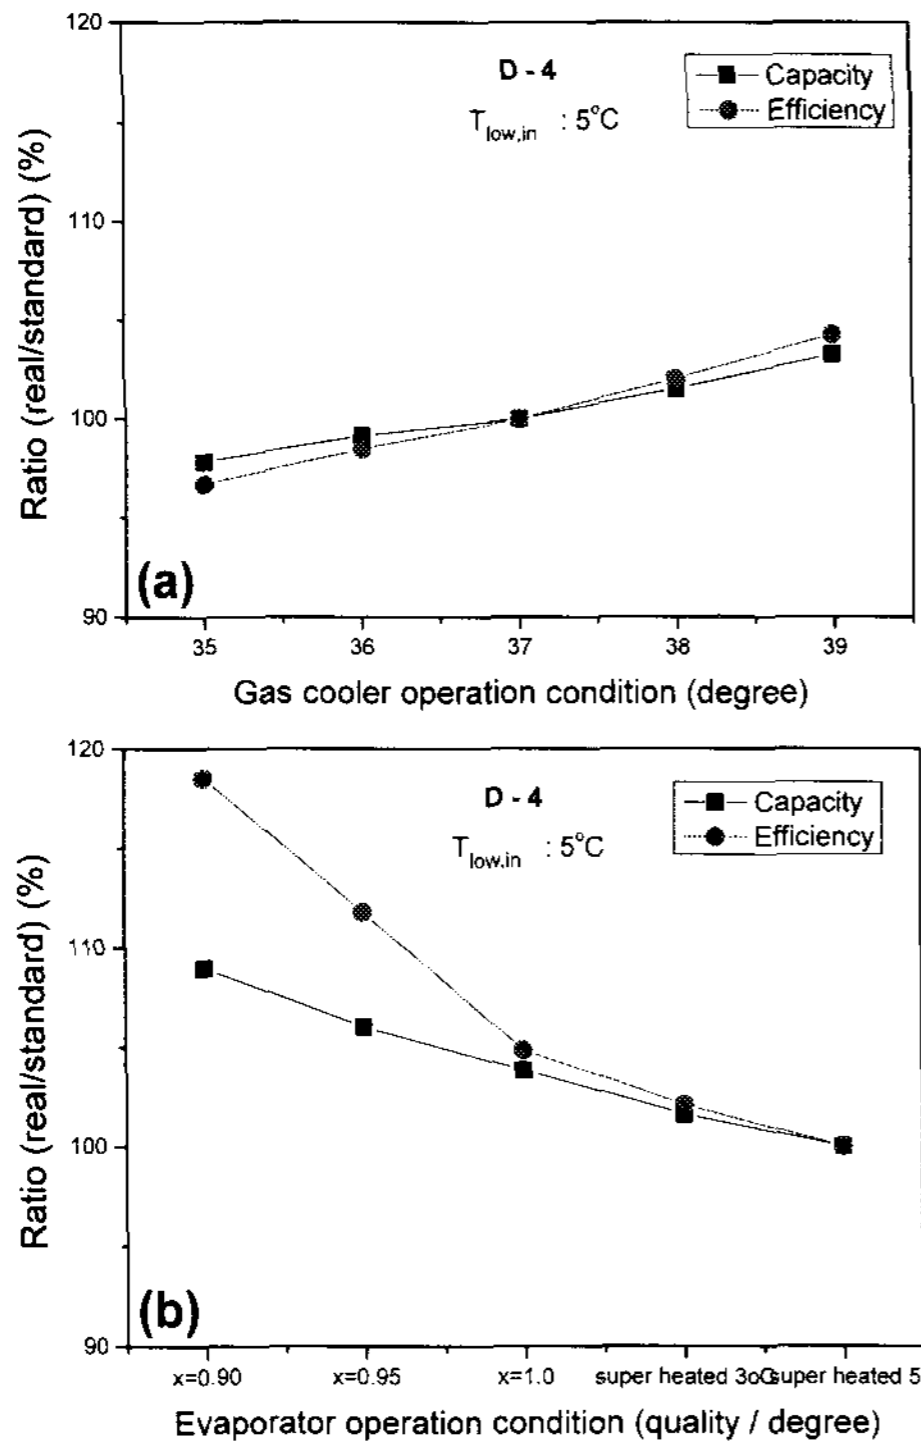 120
D - 4
Capacity
T_low,in : 5°C
Efficiency
Ratio (real/standard) (%)
110
100
(a)
90
35 36 37 38 39
Gas cooler operation condition (degree)
120
D - 4
Capacity
T_low,in : 5°C
Efficiency
Ratio (real/standard) (%)
110
100
(b)
90
x=0.90 x=0.95 x=1.0 super heated 3oC super heated 5
Evaporator operation condition (quality / degree)